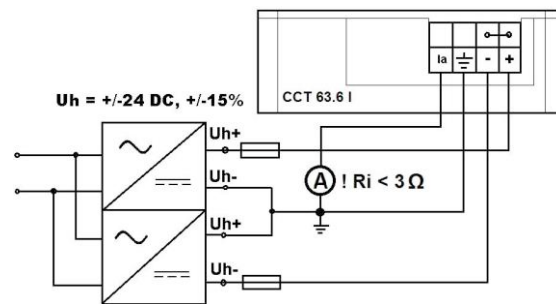 Ia - +
CCT 63.6 I
Uh = +/-24 DC, +/-15%
Uh+
Uh-
A ! Ri < 3 Ω
Uh+
Uh-